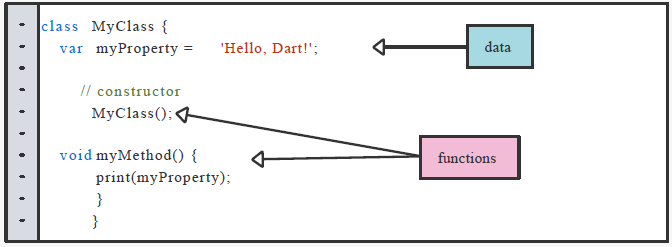 class MyClass {
var myProperty = 'Hello, Dart!';
data
// constructor
MyClass();
void myMethod() {
functions
print(myProperty);
}
}